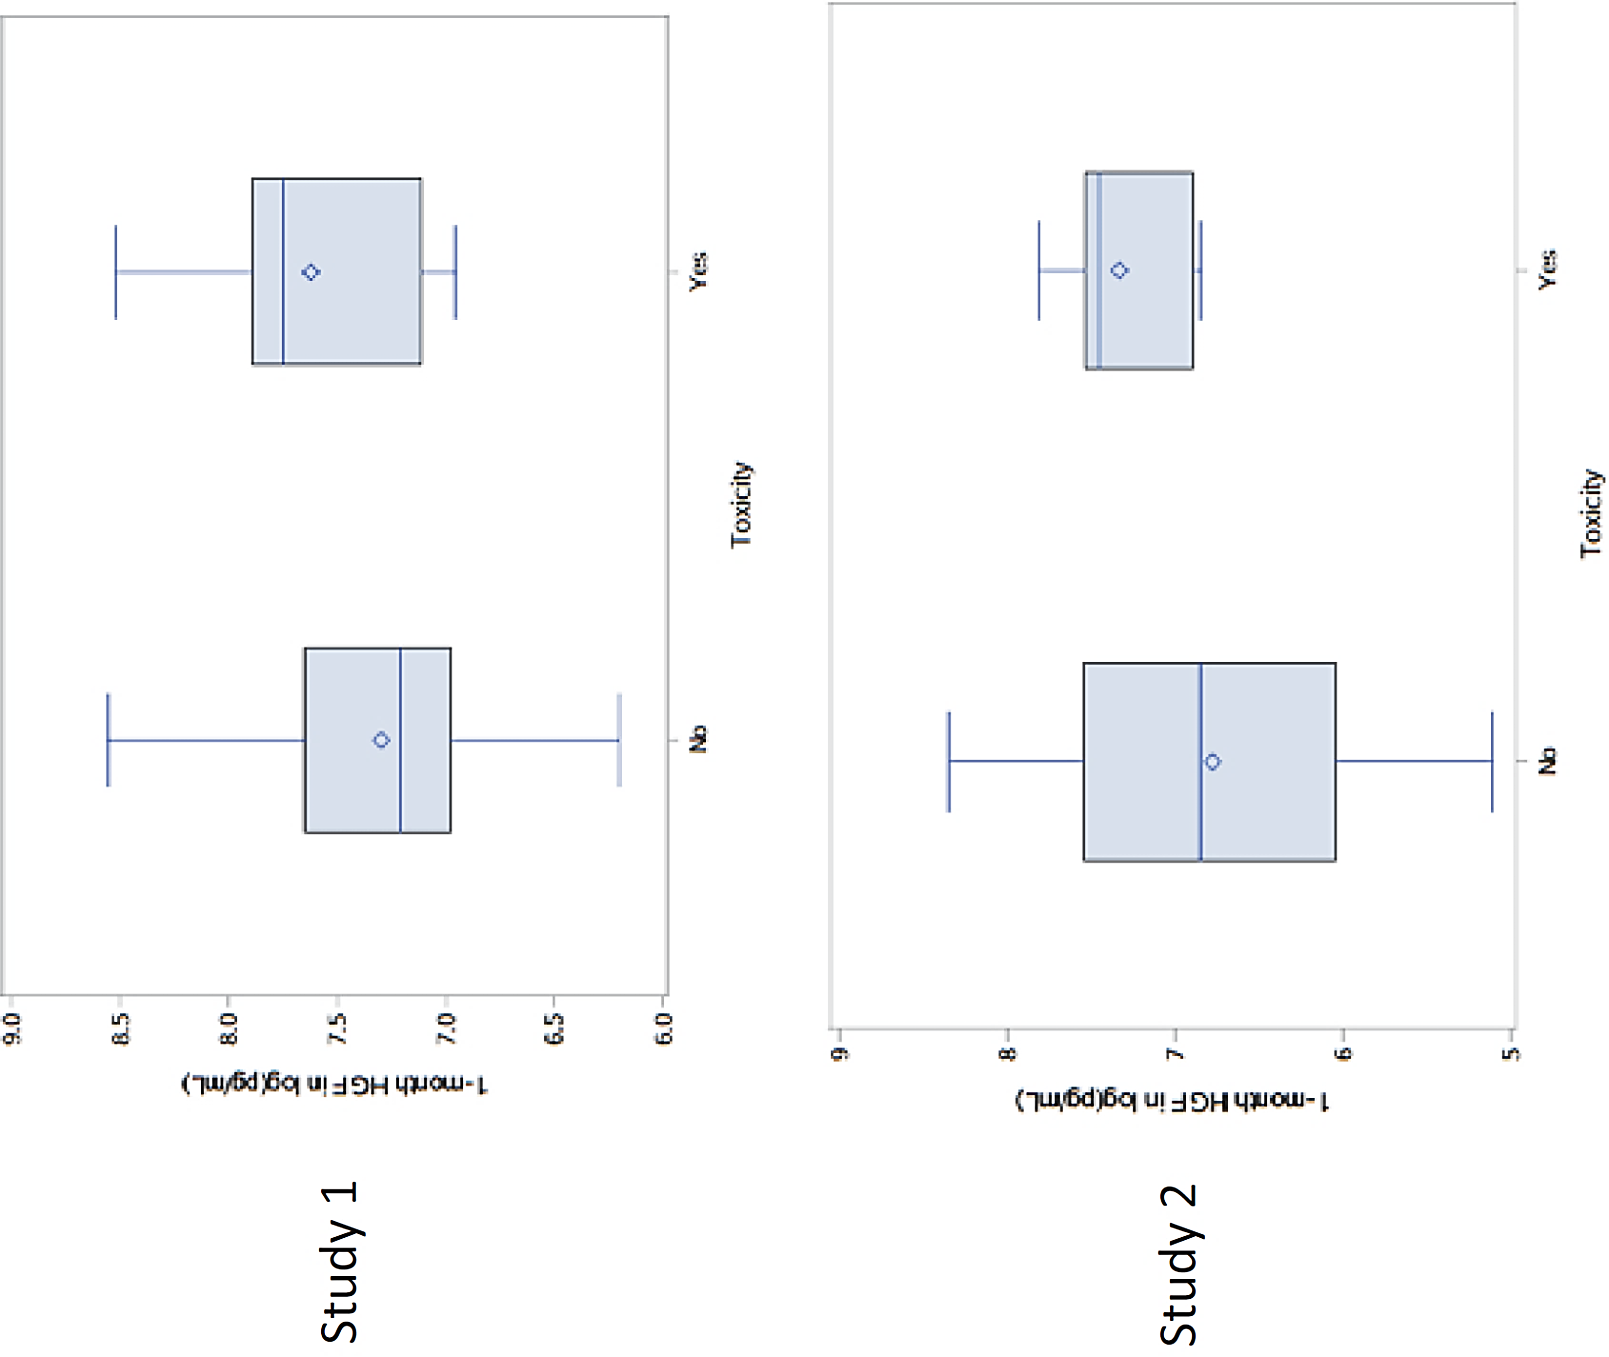 Study 1
1-month HGF in log(pg/mL)
9.0
8.5
8.0
7.5
7.0
6.5
6.0
No
Yes
Toxicity
Study 2
1-month HGF in log(pg/mL)
9
8
7
6
5
No
Yes
Toxicity